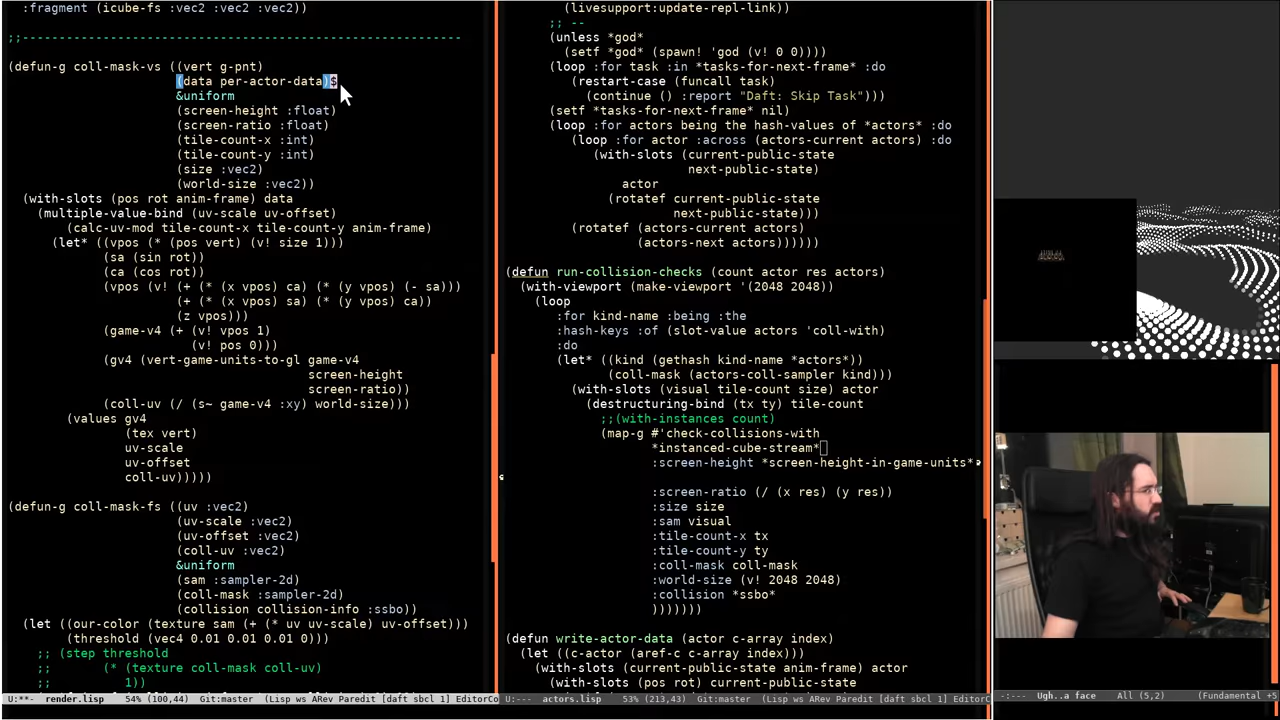 :fragment (icube-fs :vec2 :vec2 :vec2))
;;------------------------------------------------------------
(defun-g coll-mask-vs ((vert g-pnt)
(data per-actor-data)$
&uniform
(screen-height :float)
(screen-ratio :float)
(tile-count-x :int)
(tile-count-y :int)
(size :vec2)
(world-size :vec2))
(with-slots (pos rot anim-frame) data
(multiple-value-bind (uv-scale uv-offset)
(calc-uv-mod tile-count-x tile-count-y anim-frame)
(let* ((vpos (* (pos vert) (v! size 1)))
(sa (sin rot))
(ca (cos rot))
(vpos (v! (+ (* (x vpos) ca) (* (y vpos) (- sa)))
(+ (* (x vpos) sa) (* (y vpos) ca))
(z vpos)))
(game-v4 (+ (v! vpos 1)
(v! pos 0)))
(gv4 (vert-game-units-to-gl game-v4
screen-height
screen-ratio))
(coll-uv (/ (s~ game-v4 :xy) world-size)))
(values gv4
(tex vert)
uv-scale
uv-offset
coll-uv)))))
(defun-g coll-mask-fs ((uv :vec2)
(uv-scale :vec2)
(uv-offset :vec2)
(coll-uv :vec2)
&uniform
(sam :sampler-2d)
(coll-mask :sampler-2d)
(collision collision-info :ssbo))
(let ((our-color (texture sam (+ (* uv uv-scale) uv-offset)))
(threshold (vec4 0.01 0.01 0.01 0)))
;; (step threshold
;; (* (texture coll-mask coll-uv)
;; 1))
U:**- render.lisp 54% (100,44) Git:master (Lisp ws ARev Paredit [daft sbcl 1] EditorCo
(livesupport:update-repl-link))
;; --
(unless *god*
(setf *god* (spawn! 'god (v! 0 0))))
(loop :for task :in *tasks-for-next-frame* :do
(restart-case (funcall task)
(continue () :report "Daft: Skip Task")))
(setf *tasks-for-next-frame* nil)
(loop :for actors being the hash-values of *actors* :do
(loop :for actor :across (actors-current actors) :do
(with-slots (current-public-state
next-public-state)
actor
(rotatef current-public-state
next-public-state)))
(rotatef (actors-current actors)
(actors-next actors))))))
(defun run-collision-checks (count actor res actors)
(with-viewport (make-viewport '(2048 2048))
(loop
:for kind-name :being :the
:hash-keys :of (slot-value actors 'coll-with)
:do
(let* ((kind (gethash kind-name *actors*))
(coll-mask (actors-coll-sampler kind)))
(with-slots (visual tile-count size) actor
(destructuring-bind (tx ty) tile-count
;;(with-instances count)
(map-g #'check-collisions-with
*instanced-cube-stream*
:screen-height *screen-height-in-game-units*
:screen-ratio (/ (x res) (y res))
:size size
:sam visual
:tile-count-x tx
:tile-count-y ty
:coll-mask coll-mask
:world-size (v! 2048 2048)
:collision *ssbo*
)))))))
(defun write-actor-data (actor c-array index)
(let ((c-actor (aref-c c-array index)))
(with-slots (current-public-state anim-frame) actor
(with-slots (pos rot) current-public-state
U:--- actors.lisp 53% (213,43) Git:master (Lisp ws ARev Paredit [daft sbcl 1] EditorC
-:--- Ugh..a face All (5,2) (Fundamental +5